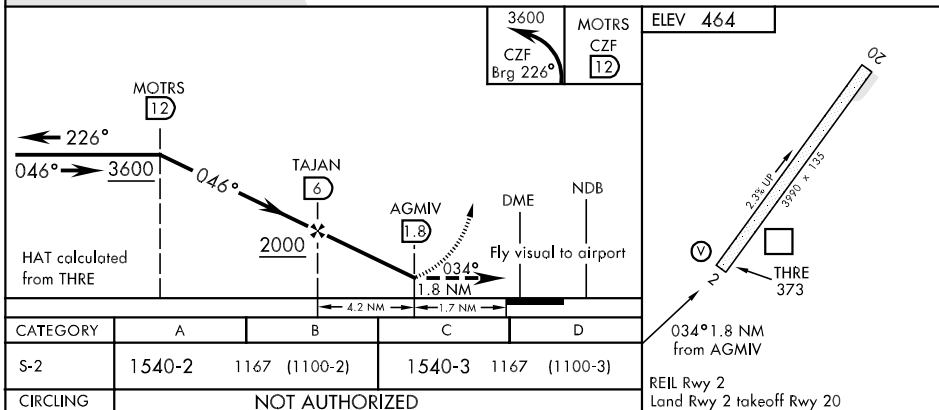 3600
CZF
Brg 226°
MOTRS
CZF
12
ELEV 464
MOTRS
12
226°
046°
3600
046°
TAJAN
6
2000
AGMIV
1.8
DME
NDB
Fly visual to airport
034°
1.8 NM
HAT calculated
from THRE
4.2 NM
1.7 NM
CATEGORY A B C D
S-2 1540-2 1167 (1100-2) 1540-3 1167 (1100-3)
CIRCLING NOT AUTHORIZED
20
2.3% UP
3990 x 135
V
2
THRE
373
034° 1.8 NM
from AGMIV
REIL Rwy 2
Land Rwy 2 takeoff Rwy 20